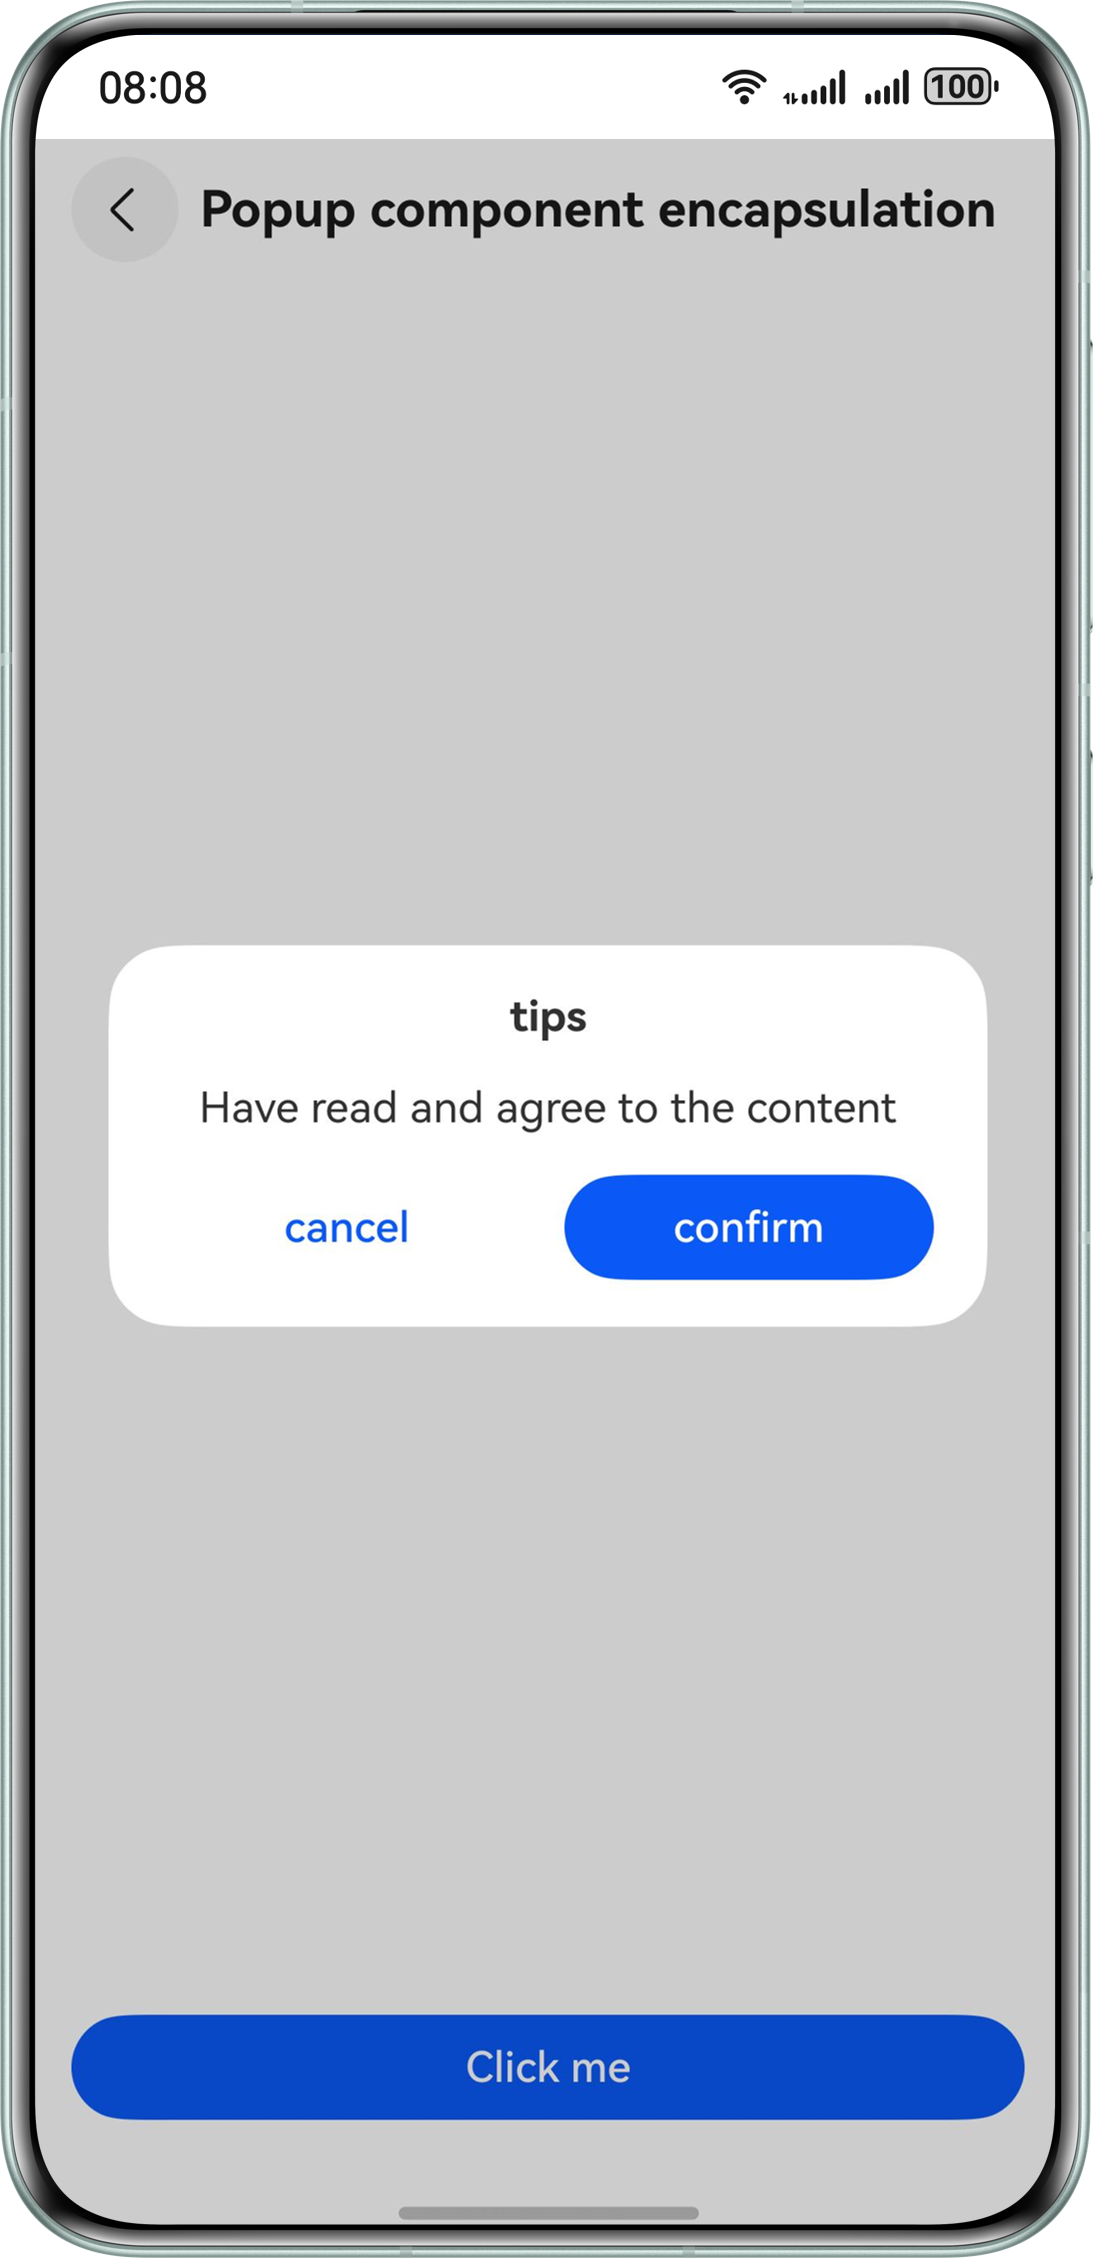 08:08
100
Popup component encapsulation
tips
Have read and agree to the content
cancel
confirm
Click me